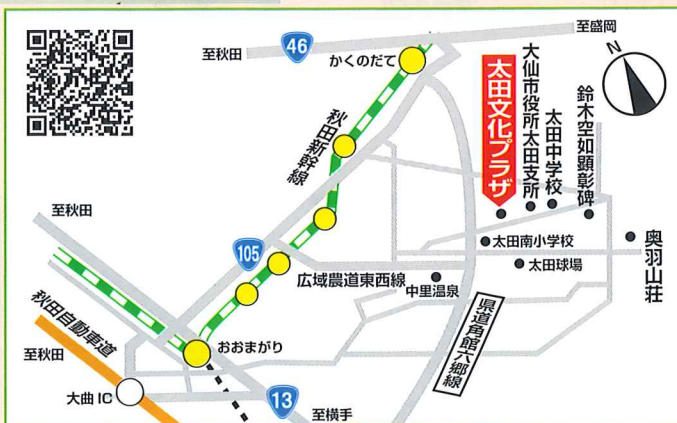 至秋田
46
至盛岡
かくのだて
N
秋田新幹線
太田文化プラザ
大仙市役所太田支所
太田中学校
鈴木空如顕彰碑
至秋田
105
太田南小学校
奥羽山荘
広域農道東西線
中里温泉
太田球場
秋田自動車道
至秋田
おおまがり
県道角館六郷線
大曲IC
13
至横手